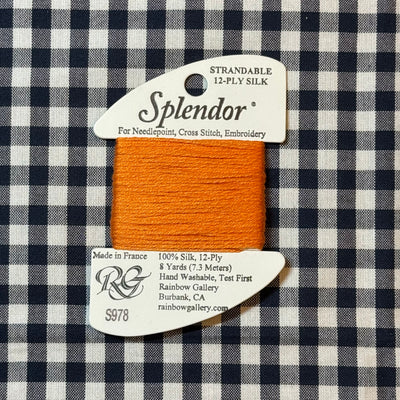 STRANDABLE
12-PLY SILK
Splendor®
For Needlepoint, Cross Stitch, Embroidery
Made in France
100% Silk, 12-Ply
8 Yards (7.3 Meters)
Hand Washable, Test First
Rainbow Gallery
Burbank, CA
rainbowgallery.com
RG
S978